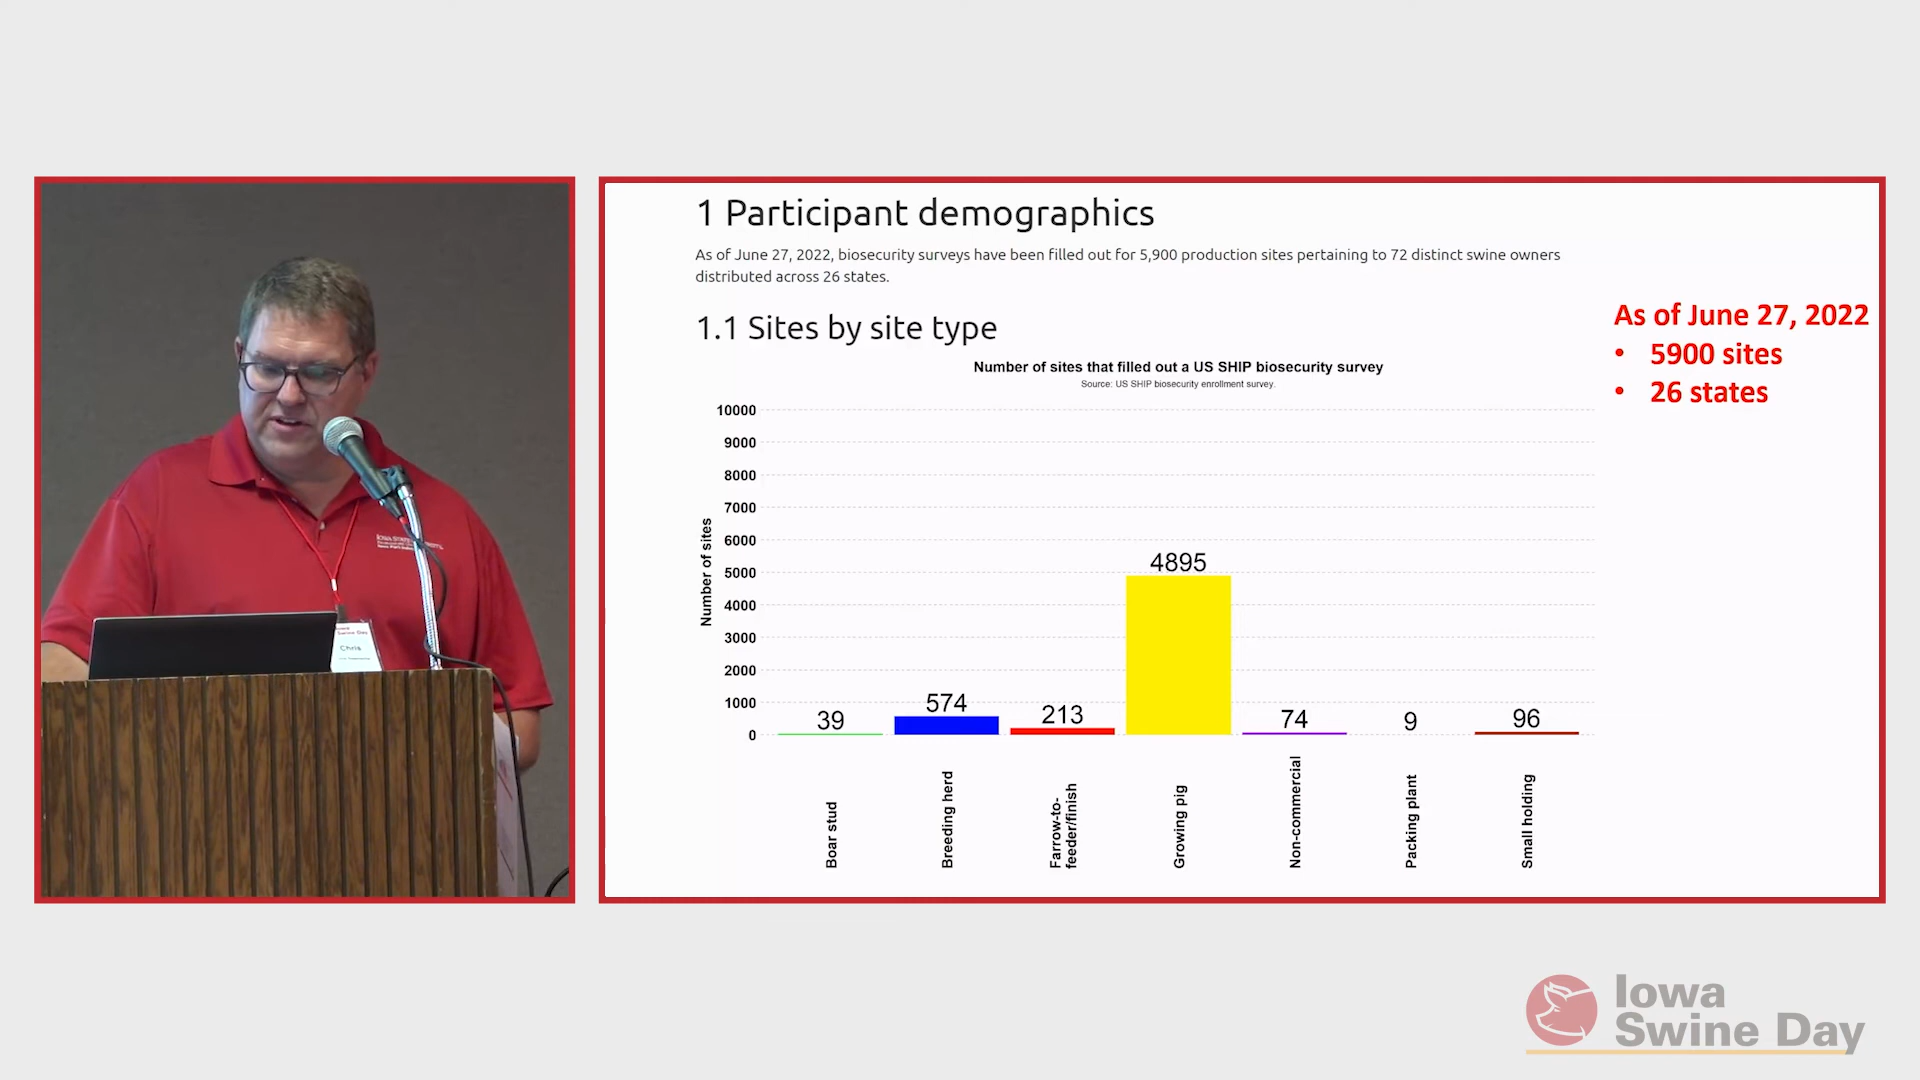 1 Participant demographics
As of June 27, 2022, biosecurity surveys have been filled out for 5,900 production sites pertaining to 72 distinct swine owners
distributed across 26 states.
1.1 Sites by site type
Number of sites that filled out a US SHIP biosecurity survey
Source: US SHIP biosecurity enrollment survey.
Number of sites
10000
9000
8000
7000
6000
5000
4000
3000
2000
1000
0
39
574
213
4895
74
9
96
Boar stud
Breeding herd
Farrow-to-
feeder/finish
Growing pig
Non-commercial
Packing plant
Small holding
As of June 27, 2022
• 5900 sites
• 26 states
Swine Day
Chris
Iowa
Swine Day